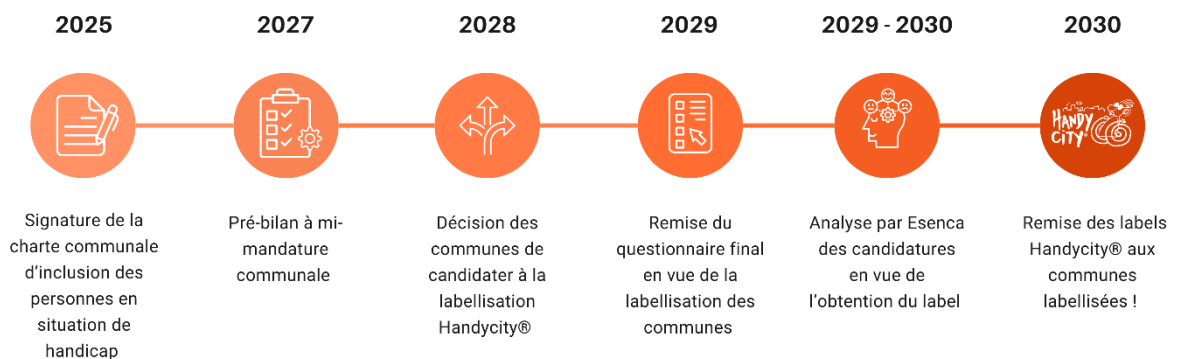 2025
2027
2028
2029
2029 - 2030
2030
HANDY
CITY
Signature de la
charte communale
d'inclusion des
personnes en
situation de
handicap
Pré-bilan à mi-
mandature
communale
Décision des
communes de
candidater à la
labellisation
Handycity®
Remise du
questionnaire final
en vue de la
labellisation des
communes
Analyse par Esenca
des candidatures
en vue de
l'obtention du label
Remise des labels
Handycity® aux
communes
labellisées !